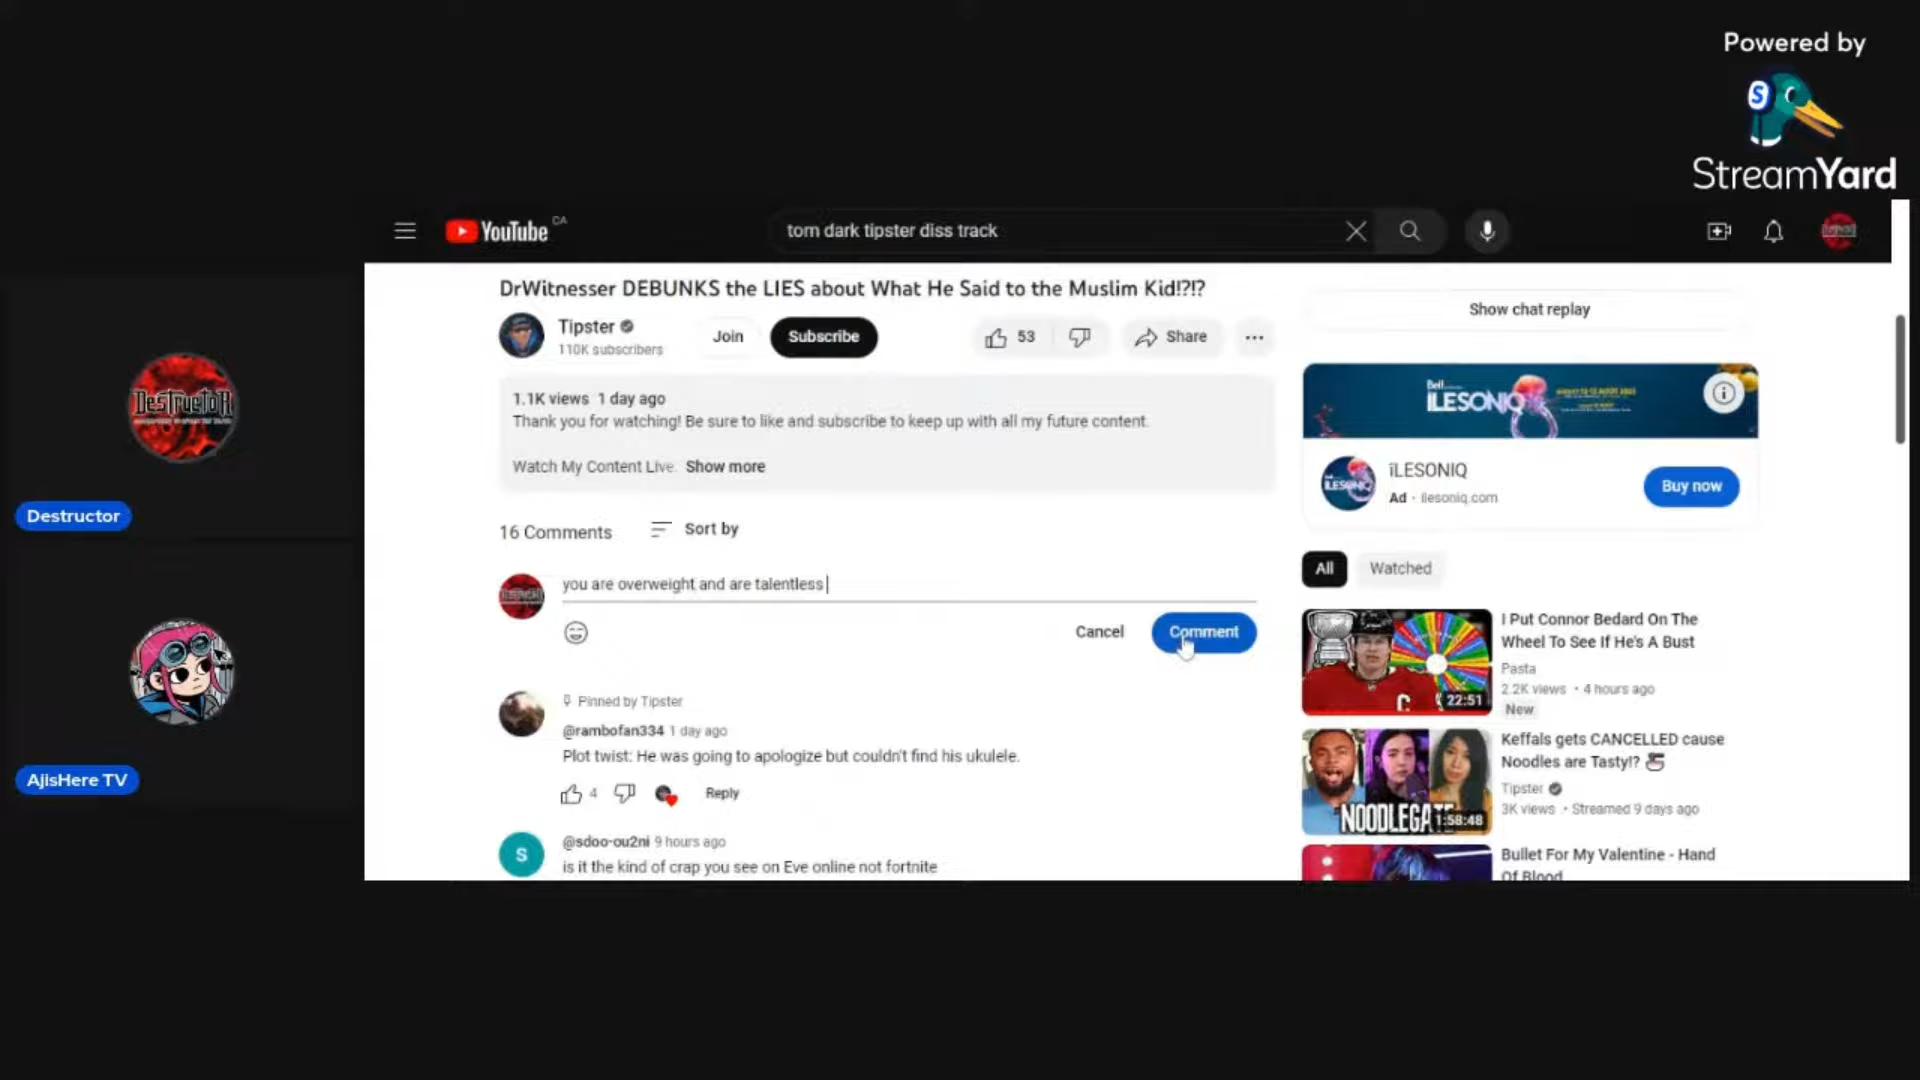 Powered by
StreamYard
YouTube CA
tom dark tipster diss track
DrWitnesser DEBUNKS the LIES about What He Said to the Muslim Kid!?!?
Tipster
110K subscribers
Join
Subscribe
53
Share
1.1K views 1 day ago
Thank you for watching! Be sure to like and subscribe to keep up with all my future content.
Watch My Content Live. Show more
16 Comments
Sort by
you are overweight and are talentless
Cancel
Comment
Pinned by Tipster
@rambofan334 1 day ago
Plot twist: He was going to apologize but couldn't find his ukulele.
4
Reply
S
@sdoo-ou2ni 9 hours ago
is it the kind of crap you see on Eve online not fortnite
DESTRUCTOR
Destructor
AjisHere TV
Show chat replay
Bell
îLESONIQ
îLESONIQ
Ad · ilesoniq.com
Buy now
All
Watched
22:51
I Put Connor Bedard On The
Wheel To See If He's A Bust
Pasta
2.2K views • 4 hours ago
New
NOODLEGATE
1:58:48
Keffals gets CANCELLED cause
Noodles are Tasty!?
Tipster
3K views • Streamed 9 days ago
Bullet For My Valentine - Hand
Of Blood